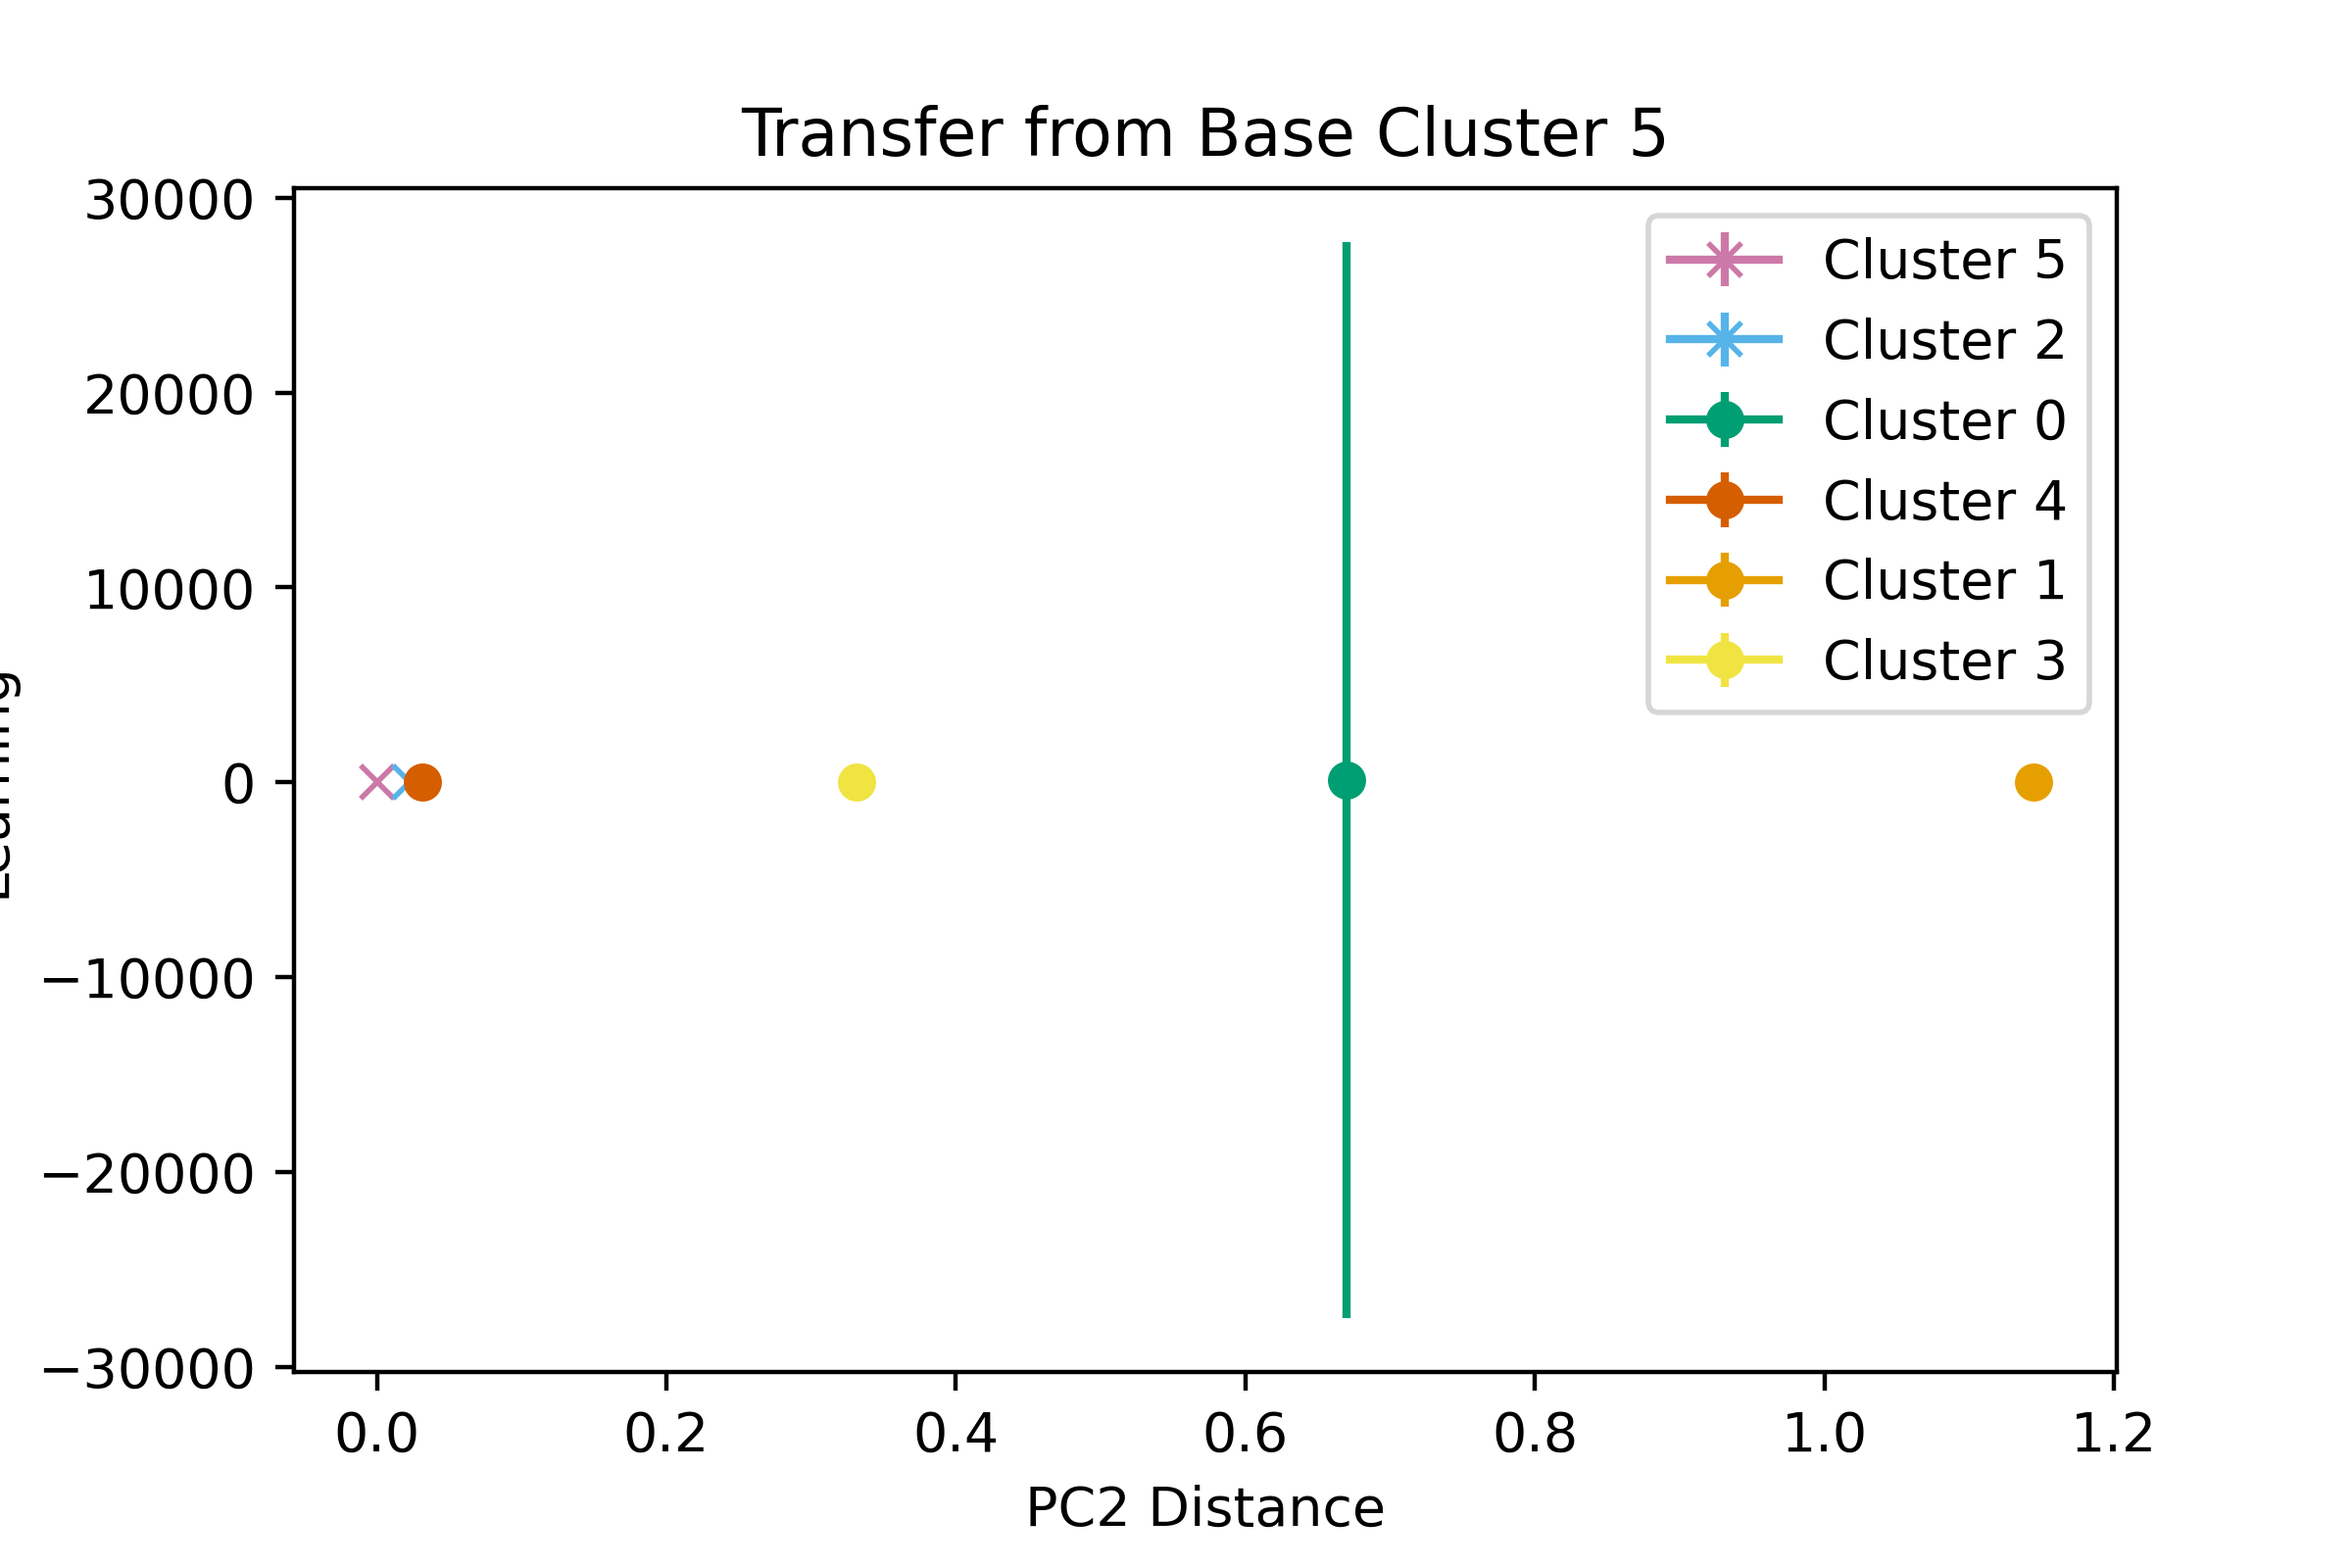 Transfer from Base Cluster 5
30000
20000
10000
0
−10000
−20000
−30000
Cluster 5
Cluster 2
Cluster 0
Cluster 4
Cluster 1
Cluster 3
0.0 0.2 0.4 0.6 0.8 1.0 1.2
PC2 Distance